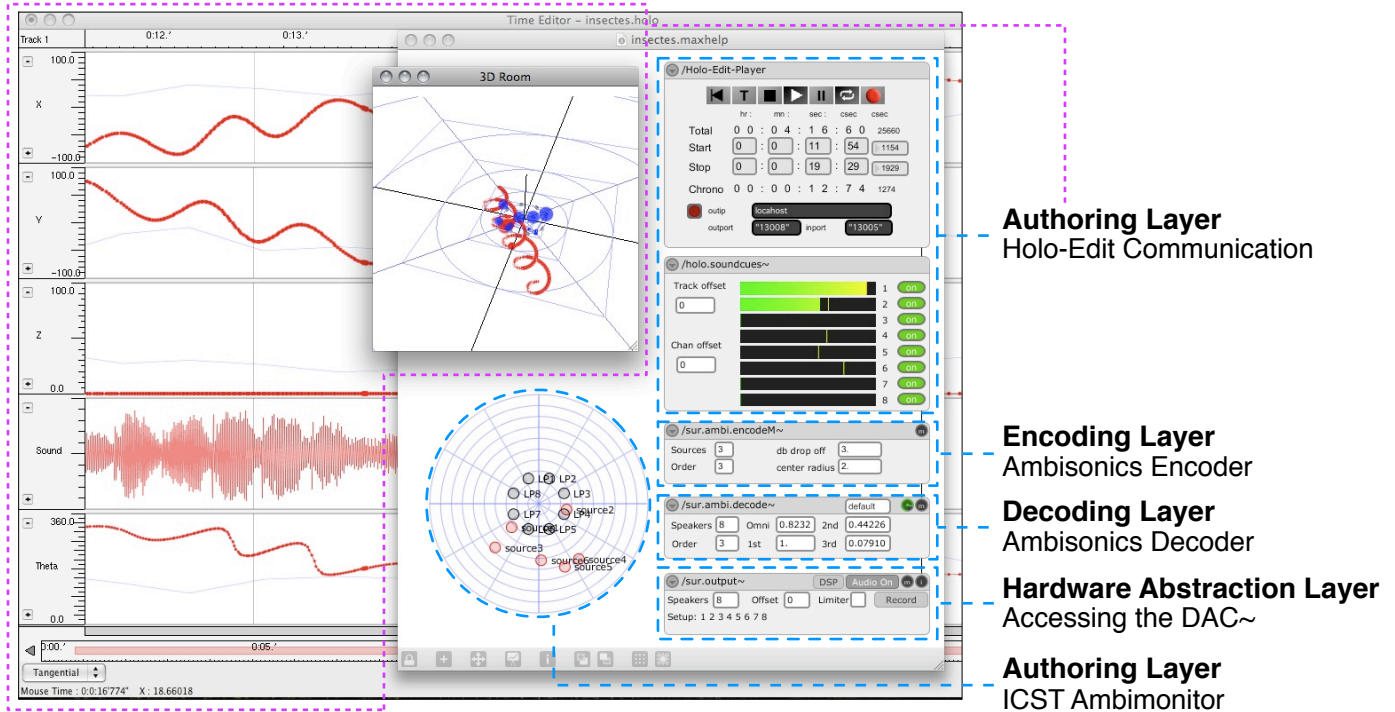 Time Editor – insectes.holo
Track 1
0:12.'
0:13.'
100.0
X
-100.0
100.0
Y
-100.0
100.0
Z
0.0
Sound
360.0
Theta
0.0
0:00.'
0:05.'
Tangential
Mouse Time : 0:0:16'774" X : 18.66018
insectes.maxhelp
3D Room
/Holo-Edit-Player
T
hr : mn : sec : csec csec
Total 0 0 : 0 4 : 1 6 : 6 0 25660
Start 0 : 0 : 11 : 54 1154
Stop 0 : 0 : 19 : 29 1929
Chrono 0 0 : 0 0 : 1 2 : 7 4 1274
outip locahost
outport "13008" inport "13005"
/holo.soundcues~
Track offset
0
Chan offset
0
1 on
2 on
3 on
4 on
5 on
6 on
7 on
8 on
LP1 LP2
LP8 LP3
source2
LP7 LP4
source1 LP6 LP5
source3
source6 source4
source5
/sur.ambi.encodeM~ m
Sources 3 db drop off 3.
Order 3 center radius 2.
/sur.ambi.decode~ default m
Speakers 8 Omni 0.8232 2nd 0.44226
Order 3 1st 1. 3rd 0.07910
/sur.output~ DSP Audio On m i
Speakers 8 Offset 0 Limiter Record
Setup: 1 2 3 4 5 6 7 8
Authoring Layer
Holo-Edit Communication
Encoding Layer
Ambisonics Encoder
Decoding Layer
Ambisonics Decoder
Hardware Abstraction Layer
Accessing the DAC~
Authoring Layer
ICST Ambimonitor